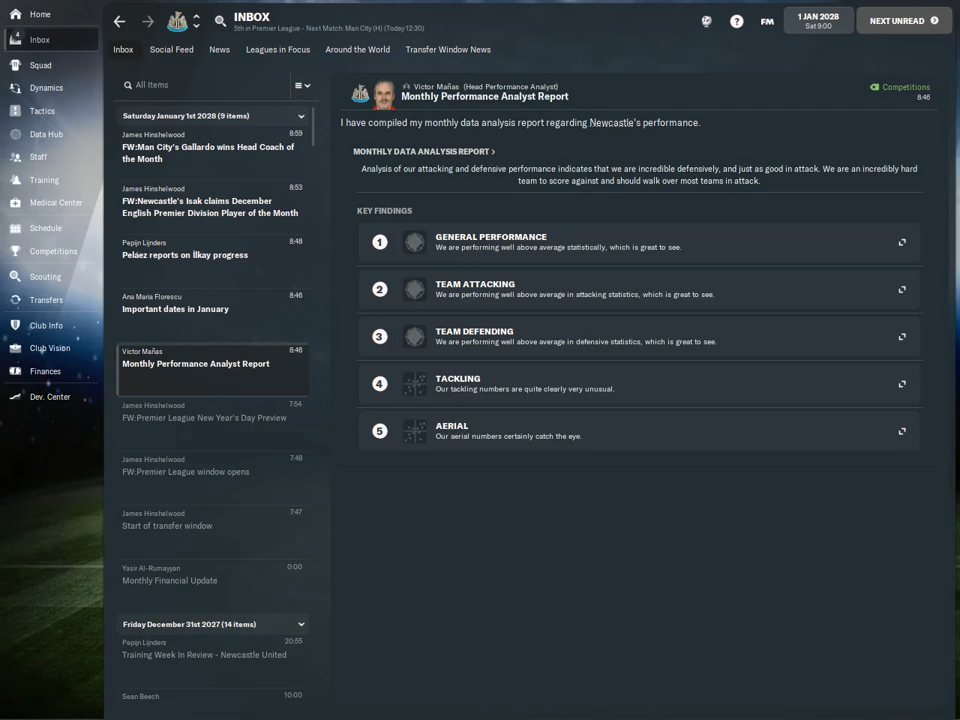 Home
4
Inbox
Squad
Dynamics
Tactics
Data Hub
Staff
Training
Medical Center
Schedule
Competitions
Scouting
Transfers
Club Info
Club Vision
Finances
Dev. Center
INBOX
5th in Premier League - Next Match: Man City (H) (Today 12:30)
?
FM
1 JAN 2028
Sat 9:00
NEXT UNREAD
Inbox
Social Feed
News
Leagues in Focus
Around the World
Transfer Window News
All Items
Saturday January 1st 2028 (9 items)
James Hinshelwood 8:59
FW:Man City's Gallardo wins Head Coach of
the Month
James Hinshelwood 8:53
FW:Newcastle's Isak claims December
English Premier Division Player of the Month
Pepijn Lijnders 8:48
Peláez reports on İlkay progress
Ana Maria Florescu 8:46
Important dates in January
Víctor Mañas 8:46
Monthly Performance Analyst Report
James Hinshelwood 7:54
FW:Premier League New Year's Day Preview
James Hinshelwood 7:48
FW:Premier League window opens
James Hinshelwood 7:47
Start of transfer window
Yasir Al-Rumayyan 0:00
Monthly Financial Update
Friday December 31st 2027 (14 items)
Pepijn Lijnders 20:55
Training Week In Review - Newcastle United
Sean Beech 10:00
Víctor Mañas (Head Performance Analyst)
Monthly Performance Analyst Report
Competitions
8:46
I have compiled my monthly data analysis report regarding Newcastle's performance.
MONTHLY DATA ANALYSIS REPORT >
Analysis of our attacking and defensive performance indicates that we are incredible defensively, and just as good in attack. We are an incredibly hard
team to score against and should walk over most teams in attack.
KEY FINDINGS
1
GENERAL PERFORMANCE
We are performing well above average statistically, which is great to see.
2
TEAM ATTACKING
We are performing well above average in attacking statistics, which is great to see.
3
TEAM DEFENDING
We are performing well above average in defensive statistics, which is great to see.
4
TACKLING
Our tackling numbers are quite clearly very unusual.
5
AERIAL
Our aerial numbers certainly catch the eye.